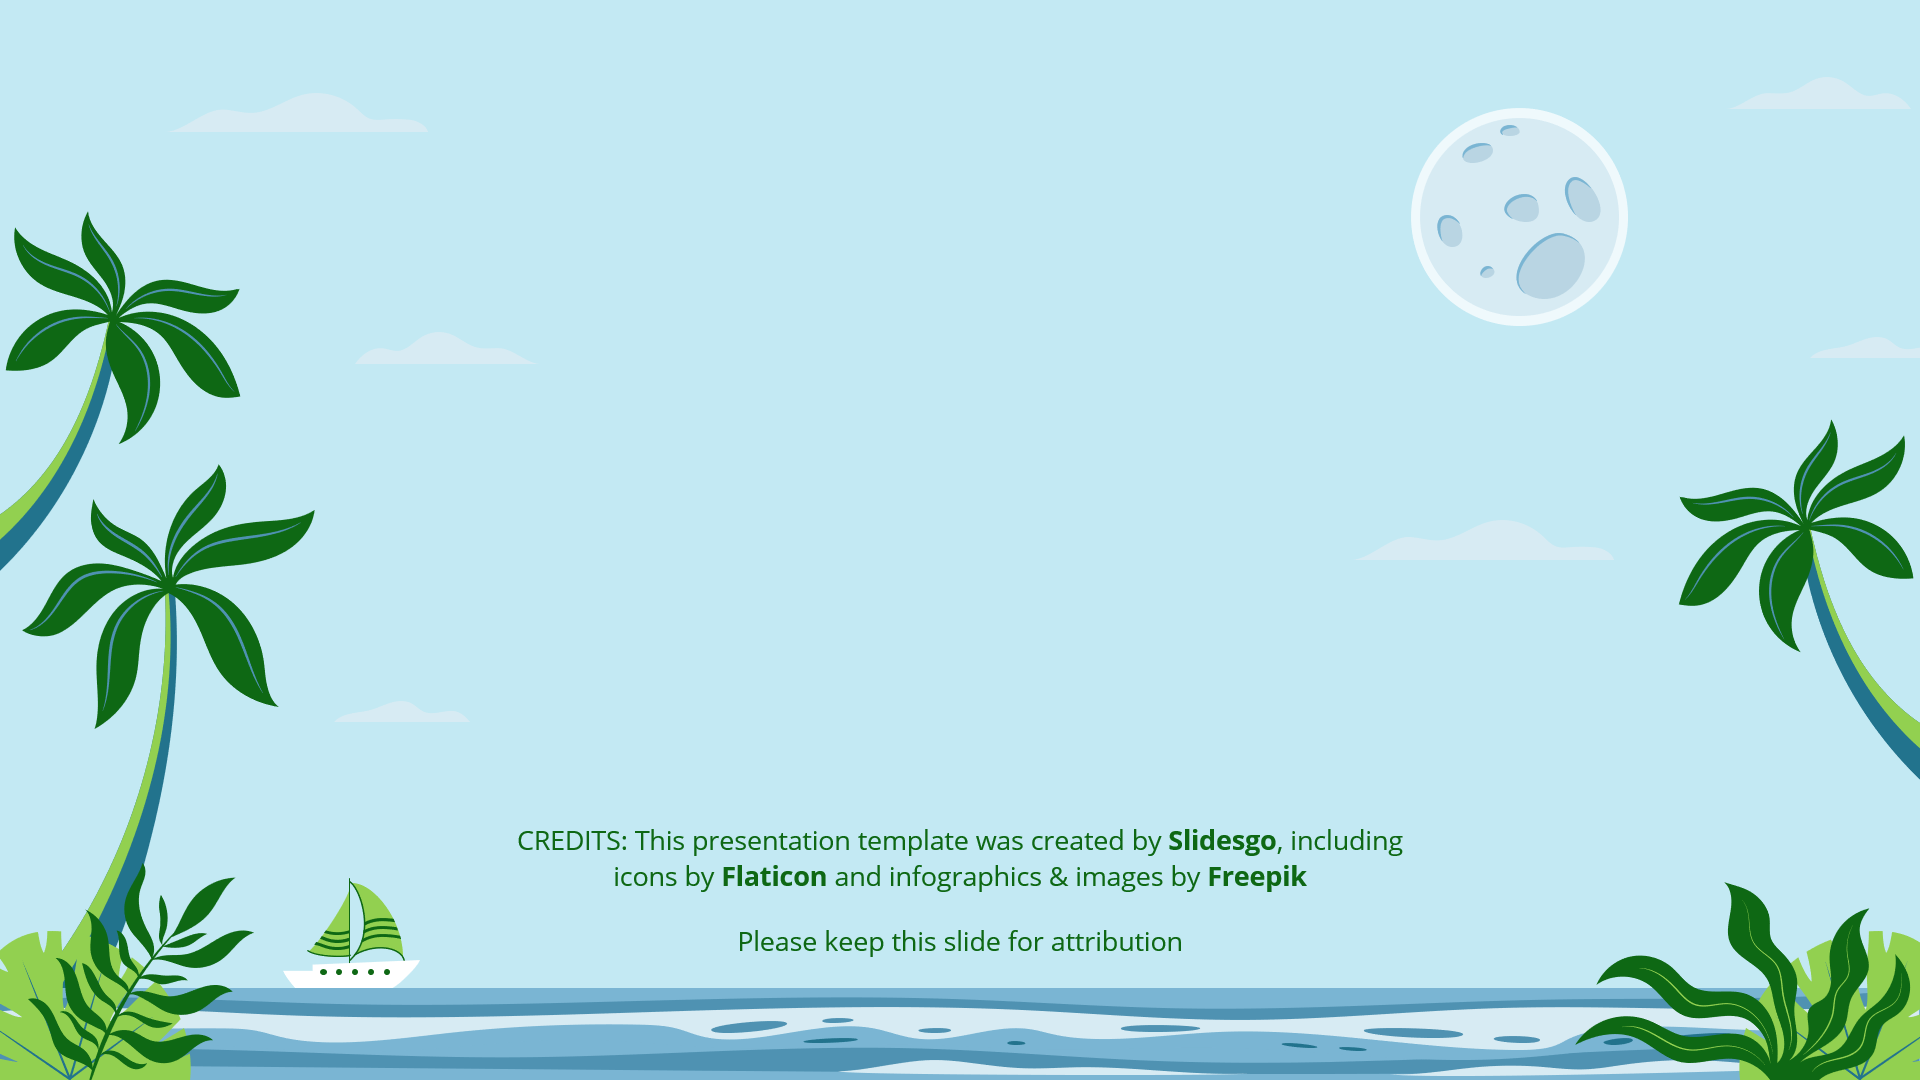 CREDITS: This presentation template was created by Slidesgo, including
icons by Flaticon and infographics & images by Freepik
Please keep this slide for attribution